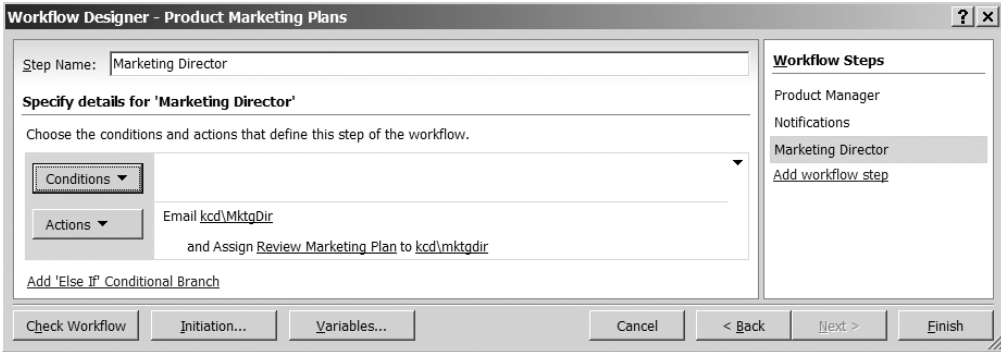 Workflow Designer - Product Marketing Plans
Step Name: Marketing Director
Specify details for 'Marketing Director'
Choose the conditions and actions that define this step of the workflow.
Conditions
Actions
Email kcd\MktgDir
and Assign Review Marketing Plan to kcd\mktgdir
Add 'Else If' Conditional Branch
Workflow Steps
Product Manager
Notifications
Marketing Director
Add workflow step
Check Workflow Initiation... Variables... Cancel < Back Next > Finish